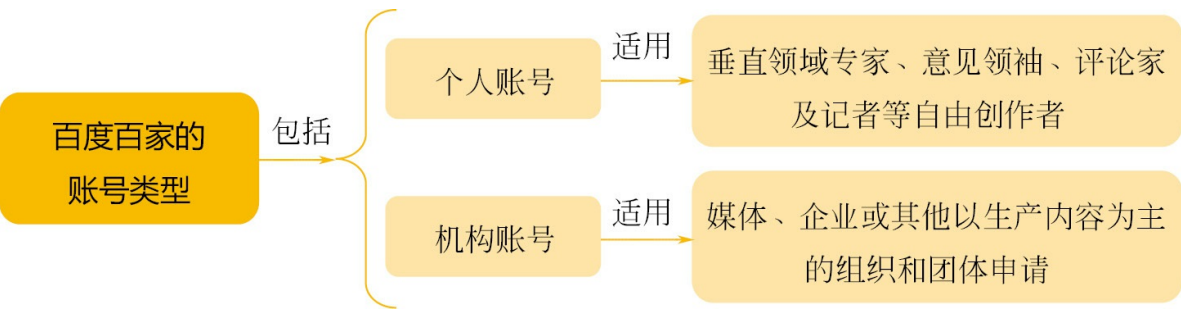 百度百家的
账号类型
包括
个人账号
适用
垂直领域专家、意见领袖、评论家
及记者等自由创作者
机构账号
适用
媒体、企业或其他以生产内容为主
的组织和团体申请